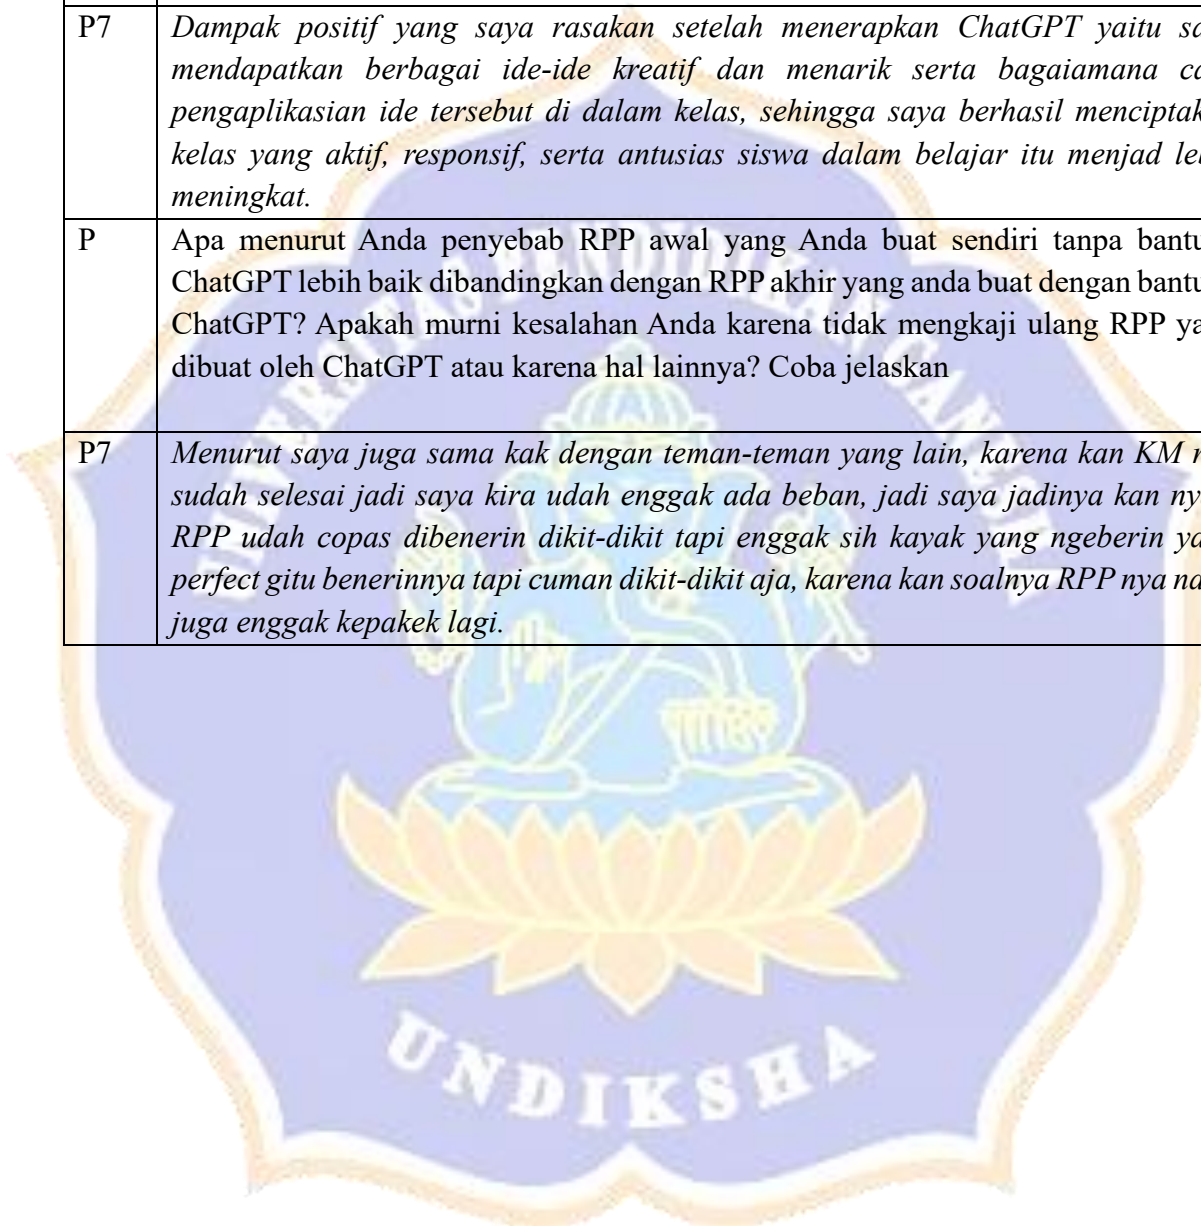 P7 Dampak positif yang saya rasakan setelah menerapkan ChatGPT yaitu sa
mendapatkan berbagai ide-ide kreatif dan menarik serta bagaiamana ca
pengaplikasian ide tersebut di dalam kelas, sehingga saya berhasil menciptak
kelas yang aktif, responsif, serta antusias siswa dalam belajar itu menjad lel
meningkat.
P Apa menurut Anda penyebab RPP awal yang Anda buat sendiri tanpa bantu
ChatGPT lebih baik dibandingkan dengan RPP akhir yang anda buat dengan bantu
ChatGPT? Apakah murni kesalahan Anda karena tidak mengkaji ulang RPP ya
dibuat oleh ChatGPT atau karena hal lainnya? Coba jelaskan
P7 Menurut saya juga sama kak dengan teman-teman yang lain, karena kan KM n
sudah selesai jadi saya kira udah enggak ada beban, jadi saya jadinya kan ny
RPP udah copas dibenerin dikit-dikit tapi enggak sih kayak yang ngeberin ya
perfect gitu benerinnya tapi cuman dikit-dikit aja, karena kan soalnya RPP nya na
juga enggak kepakek lagi.
UNIVERSITAS PENDIDIKAN GANESHA
UNDIKSHA